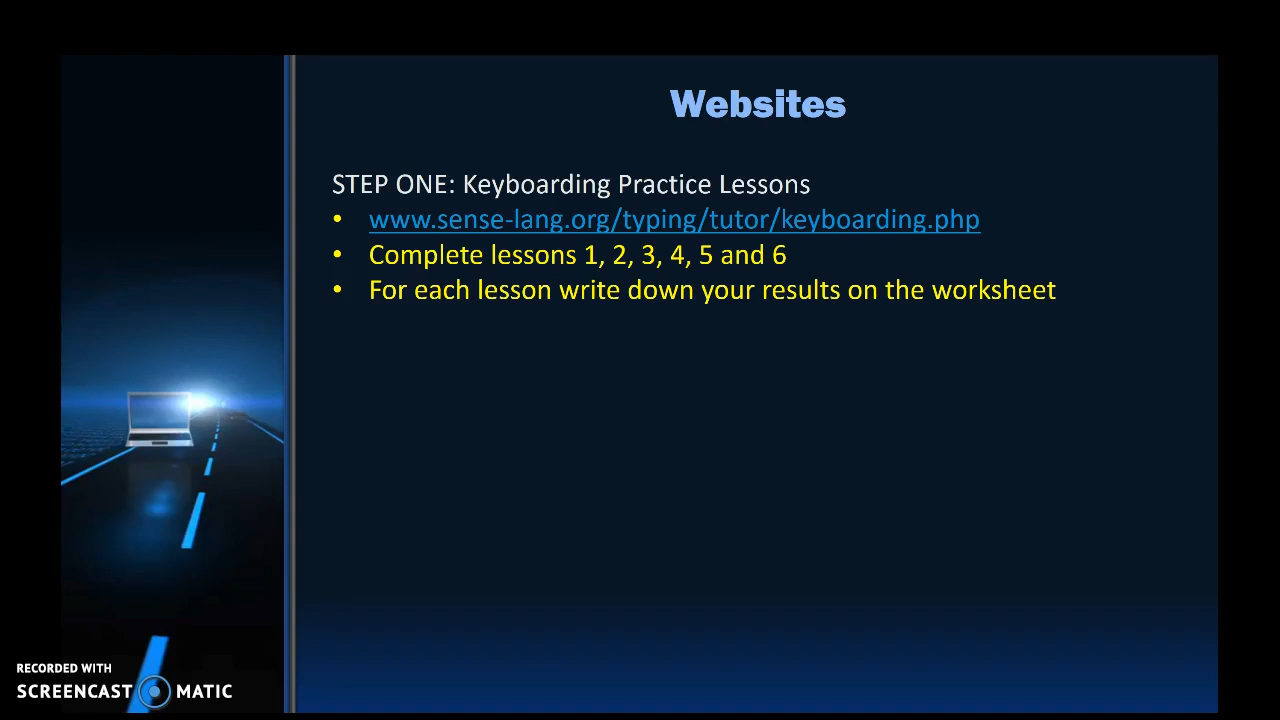 Websites
STEP ONE: Keyboarding Practice Lessons
• www.sense-lang.org/typing/tutor/keyboarding.php
• Complete lessons 1, 2, 3, 4, 5 and 6
• For each lesson write down your results on the worksheet
RECORDED WITH
SCREENCAST MATIC